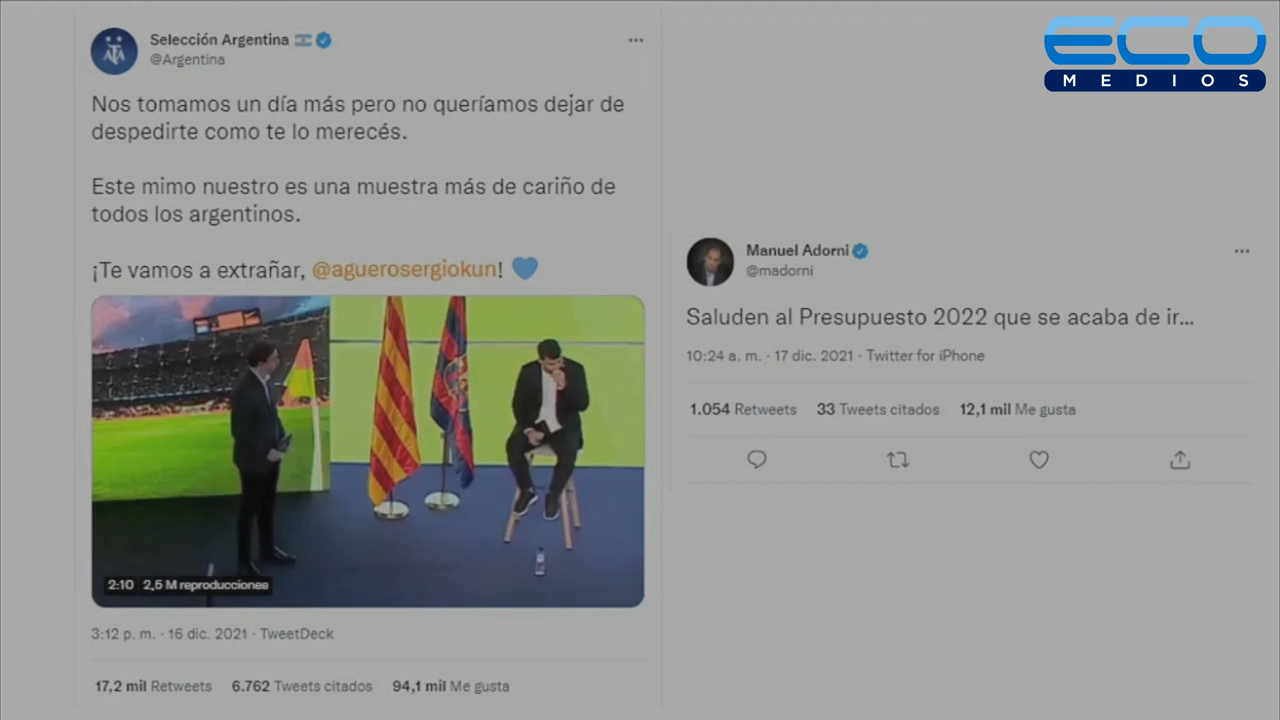 Selección Argentina
@Argentina
Nos tomamos un día más pero no queríamos dejar de
despedirte como te lo merecés.
Este mimo nuestro es una muestra más de cariño de
todos los argentinos.
¡Te vamos a extrañar, @aguerosergiokun! 💙
2:10 2,5 M reproducciones
3:12 p. m. · 16 dic. 2021 · TweetDeck
17,2 mil Retweets 6.762 Tweets citados 94,1 mil Me gusta
ECO
MEDIOS
Manuel Adorni
@madorni
Saluden al Presupuesto 2022 que se acaba de ir...
10:24 a. m. · 17 dic. 2021 · Twitter for iPhone
1.054 Retweets 33 Tweets citados 12,1 mil Me gusta